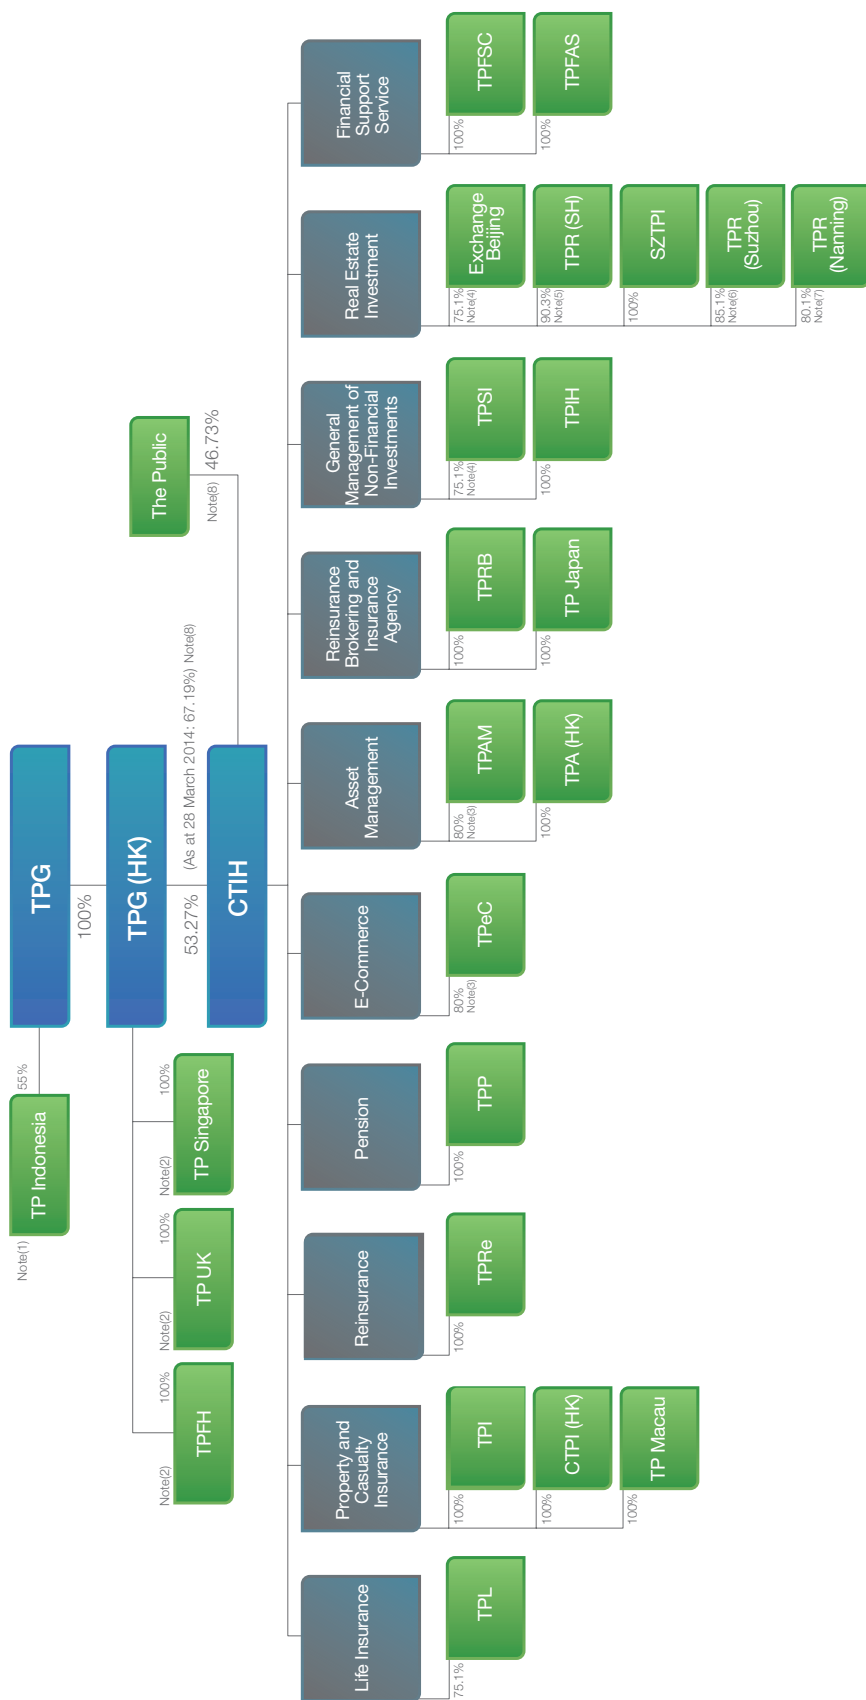 TPG
Note(1)
TP Indonesia
55%
100%
TPG (HK)
Note(2)
100%
TPFH
Note(2)
100%
TP UK
Note(2)
100%
TP Singapore
53.27%
(As at 28 March 2014: 67.19%) Note(8)
The Public
Note(8)
46.73%
CTIH
Life Insurance
75.1%
TPL
Property and
Casualty
Insurance
100%
TPI
100%
CTPI (HK)
100%
TP Macau
Reinsurance
100%
TPRe
Pension
100%
TPP
E-Commerce
80%
Note(3)
TPeC
Asset
Management
80%
Note(3)
TPAM
100%
TPA (HK)
Reinsurance
Brokering and
Insurance
Agency
100%
TPRB
100%
TP Japan
General
Management of
Non-Financial
Investments
75.1%
Note(4)
TPSI
100%
TPIH
Real Estate
Investment
75.1%
Note(4)
Exchange
Beijing
90.3%
Note(5)
TPR (SH)
100%
SZTPI
85.1%
Note(6)
TPR
(Suzhou)
80.1%
Note(7)
TPR
(Nanning)
Financial
Support
Service
100%
TPFSC
100%
TPFAS